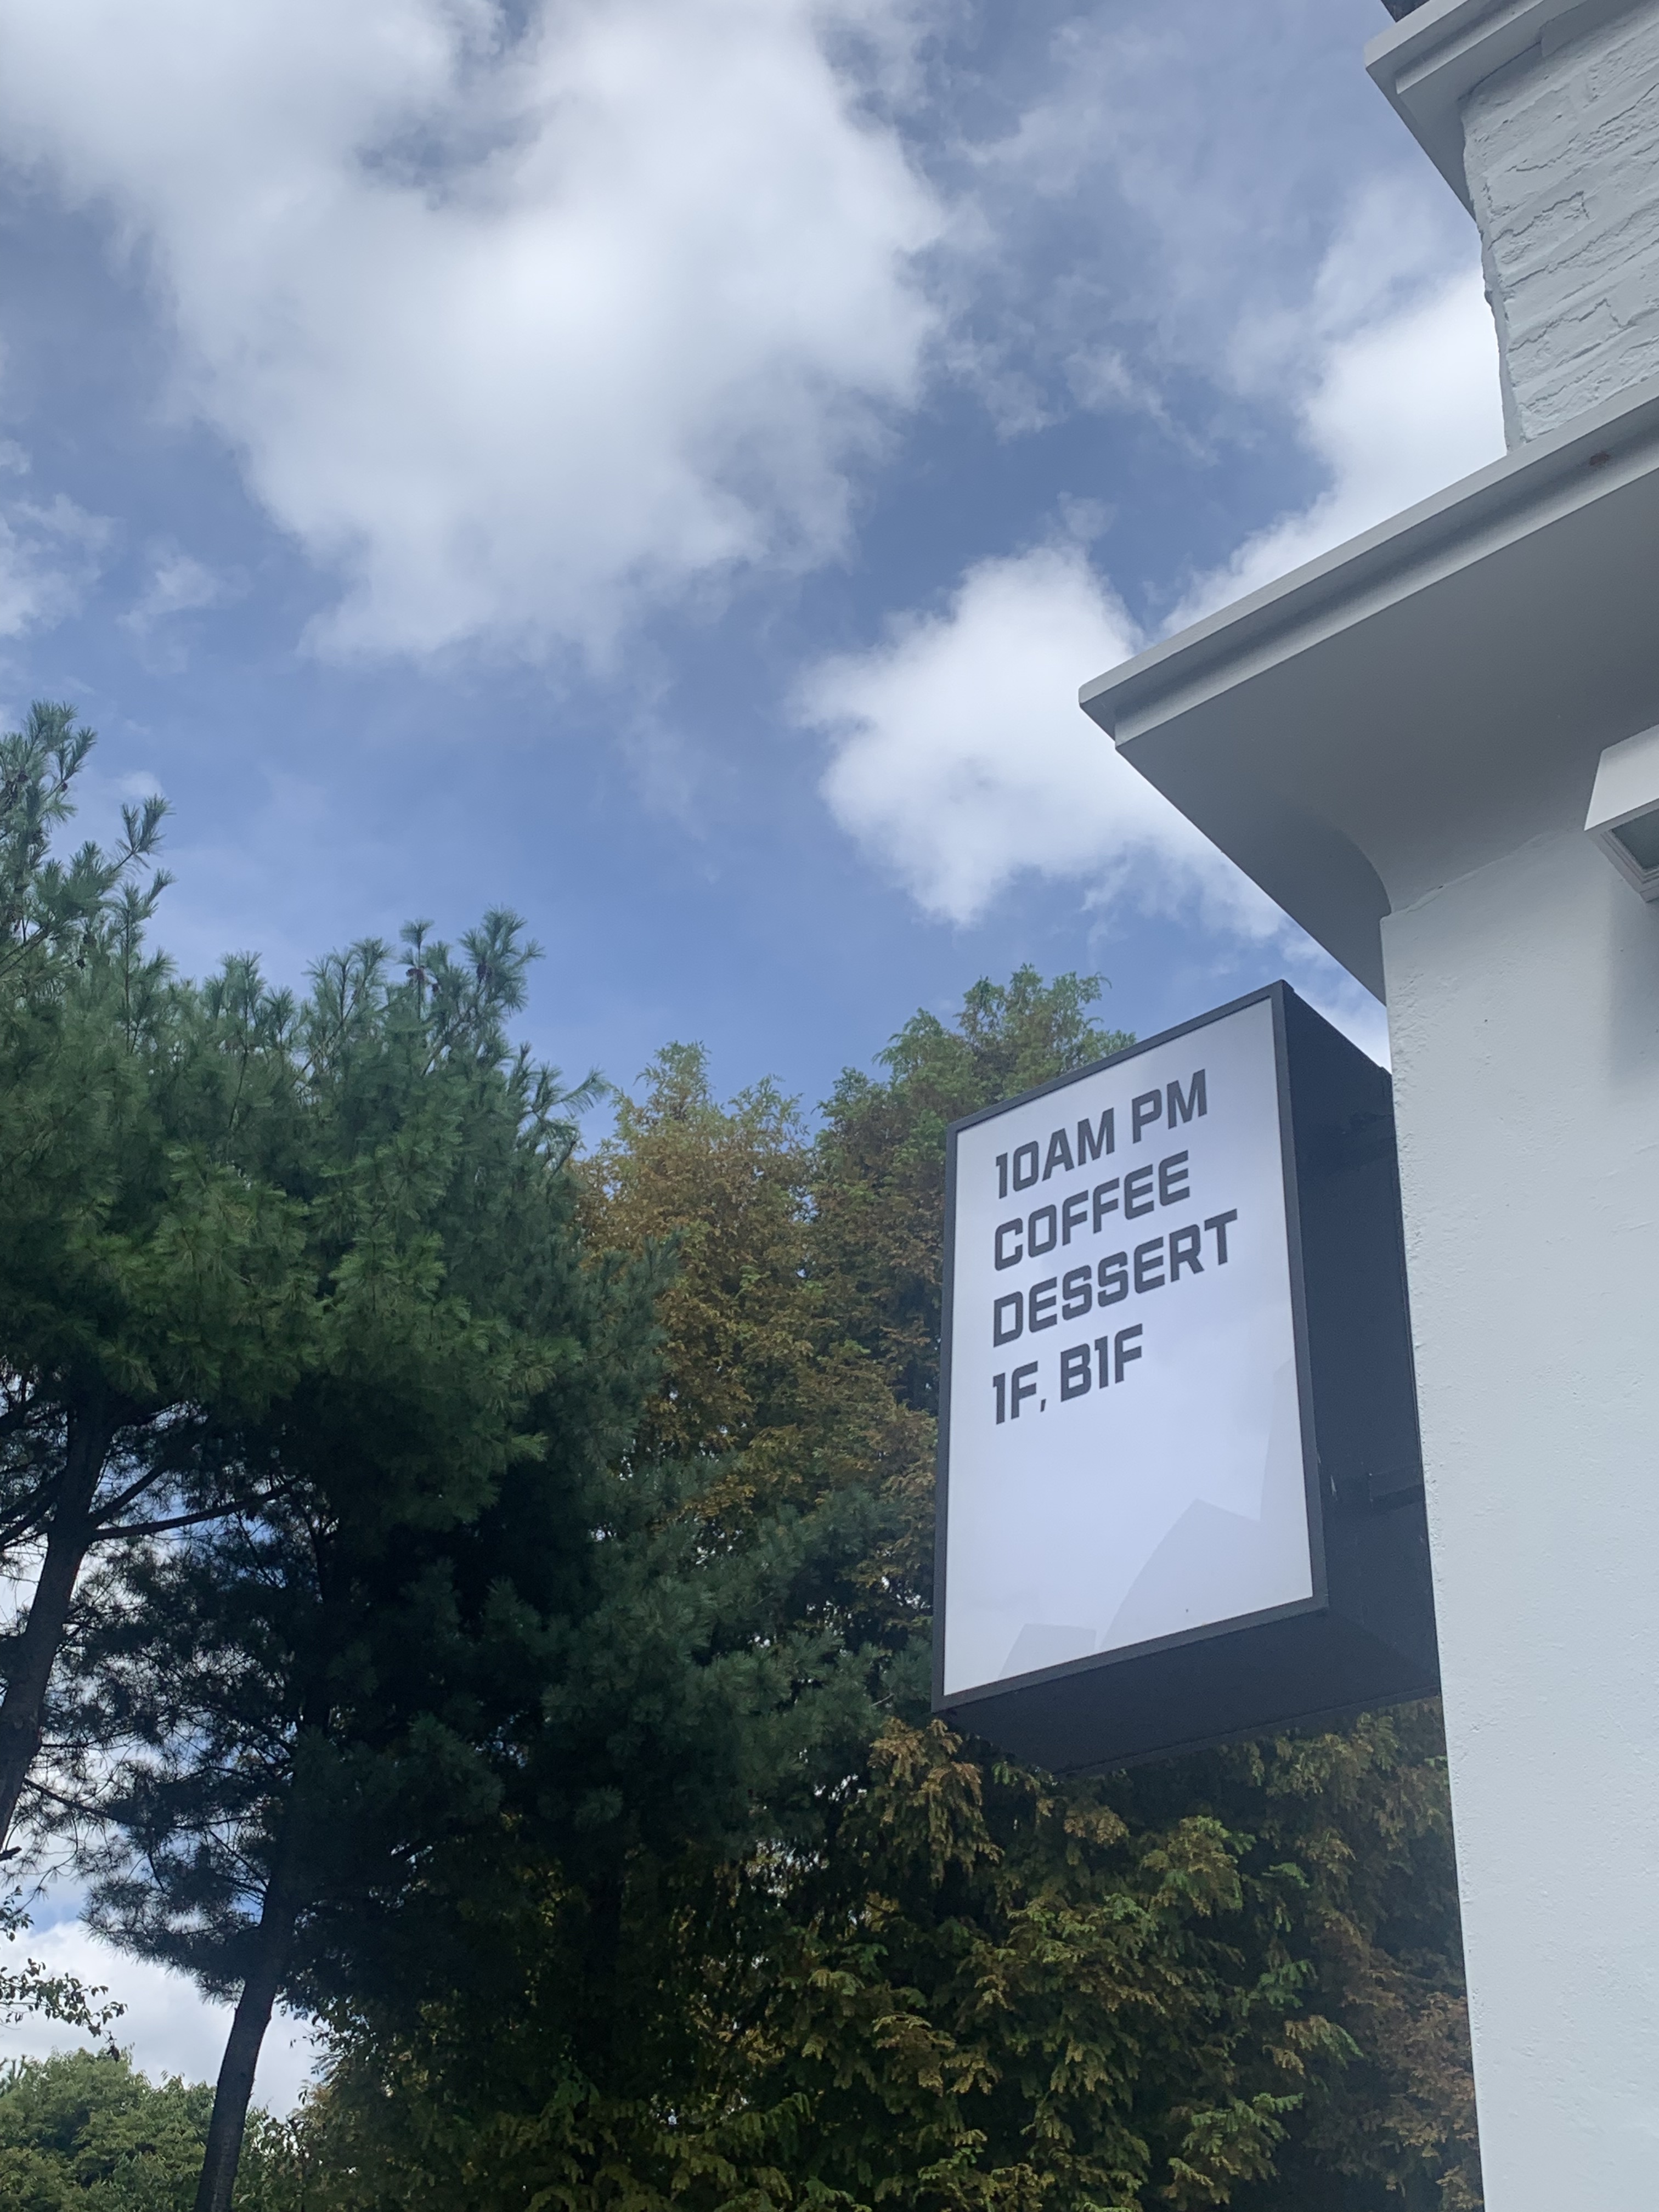 10AM PM
COFFEE
DESSERT
1F, B1F